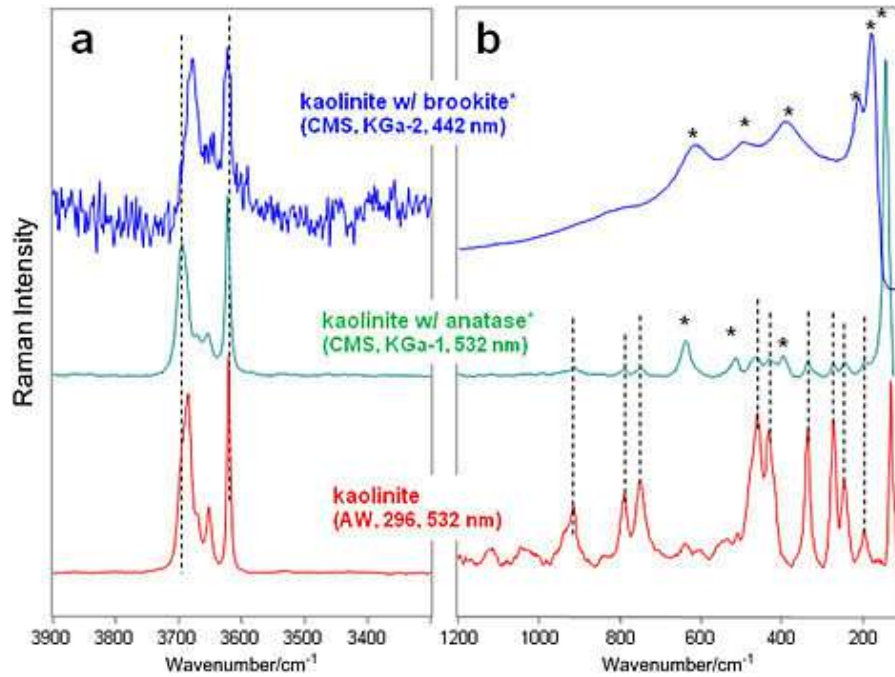 a
b
kaolinite w/ brookite*
(CMS, KGa-2, 442 nm)
kaolinite w/ anatase*
(CMS, KGa-1, 532 nm)
kaolinite
(AW, 296, 532 nm)
Raman Intensity
* * * * * * *
* * *
3900 3800 3700 3600 3500 3400
1200 1000 800 600 400 200
Wavenumber/cm⁻¹
Wavenumber/cm⁻¹